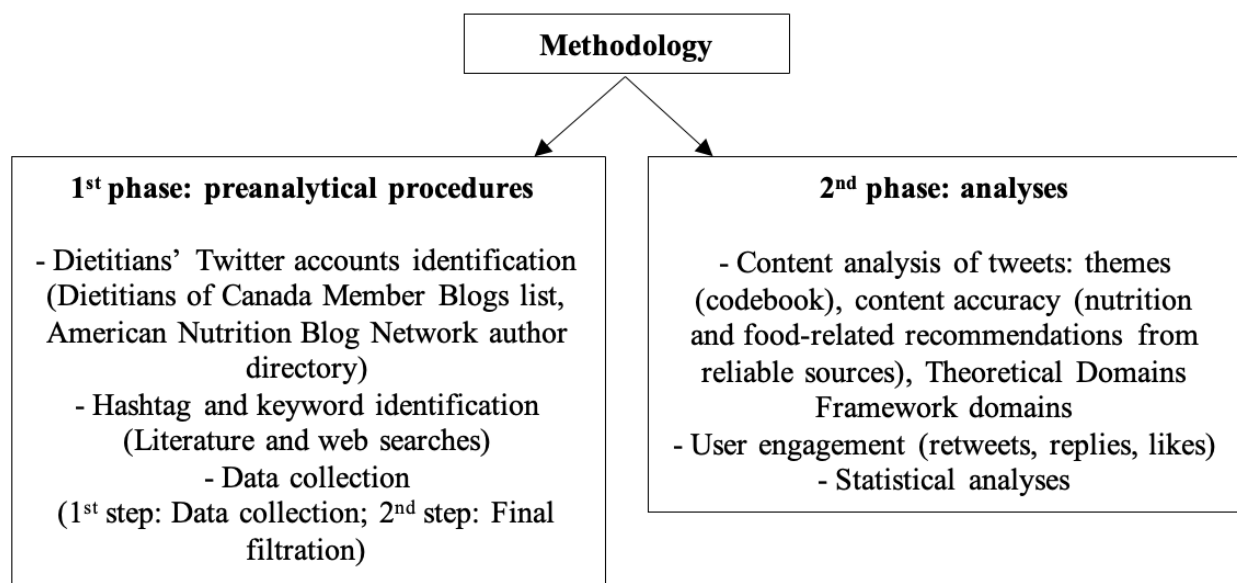 Methodology
1st phase: preanalytical procedures
- Dietitians’ Twitter accounts identification
(Dietitians of Canada Member Blogs list,
American Nutrition Blog Network author
directory)
- Hashtag and keyword identification
(Literature and web searches)
- Data collection
(1st step: Data collection; 2nd step: Final
filtration)
2nd phase: analyses
- Content analysis of tweets: themes
(codebook), content accuracy (nutrition
and food-related recommendations from
reliable sources), Theoretical Domains
Framework domains
- User engagement (retweets, replies, likes)
- Statistical analyses